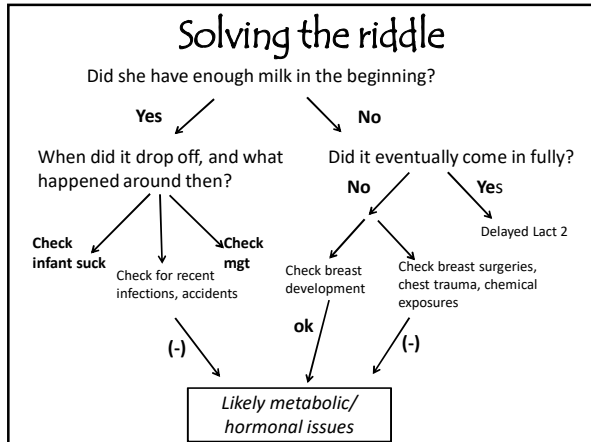 Solving the riddle
Did she have enough milk in the beginning?
Yes
No
When did it drop off, and what
happened around then?
Did it eventually come in fully?
No
Yes
Delayed Lact 2
Check
infant suck
Check for recent
infections, accidents
Check
mgt
Check breast
development
Check breast surgeries,
chest trauma, chemical
exposures
(-)
ok
(-)
Likely metabolic/
hormonal issues